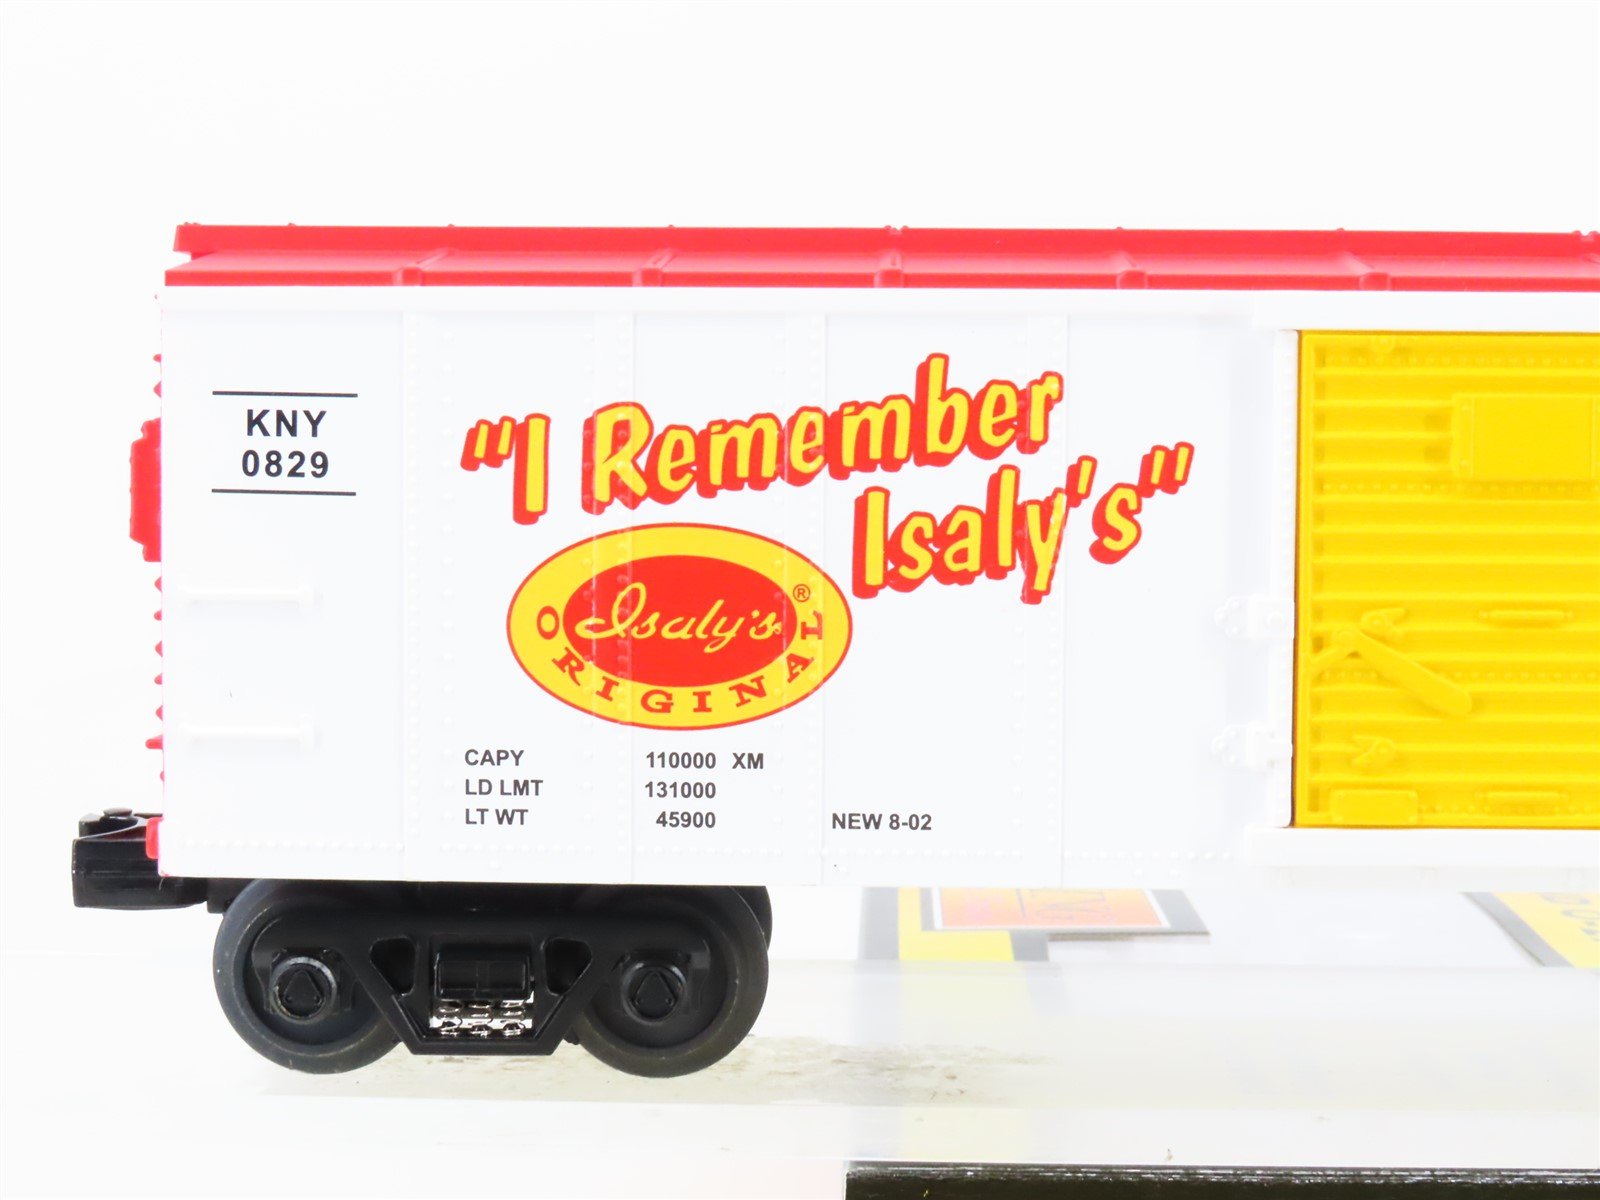 KNY
0829
"I Remember
Isaly's"
Isaly's ®
ORIGINAL
CAPY 110000 XM
LD LMT 131000
LT WT 45900
NEW 8-02